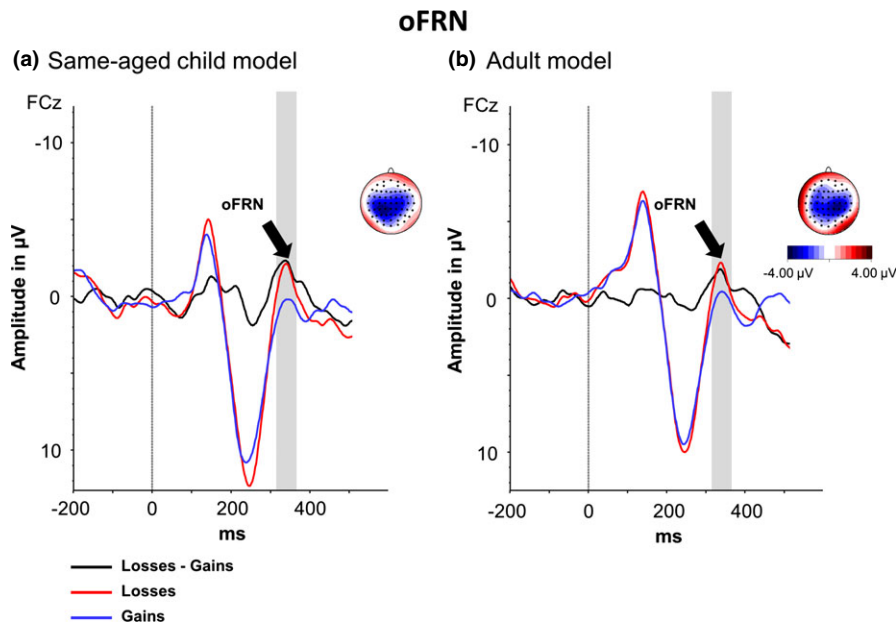 oFRN
(a) Same-aged child model
(b) Adult model
FCz
-10
0
10
Amplitude in µV
oFRN
-200
0
200
400
ms
FCz
-10
0
10
Amplitude in µV
oFRN
-4.00 µV
4.00 µV
-200
0
200
400
ms
Losses - Gains
Losses
Gains